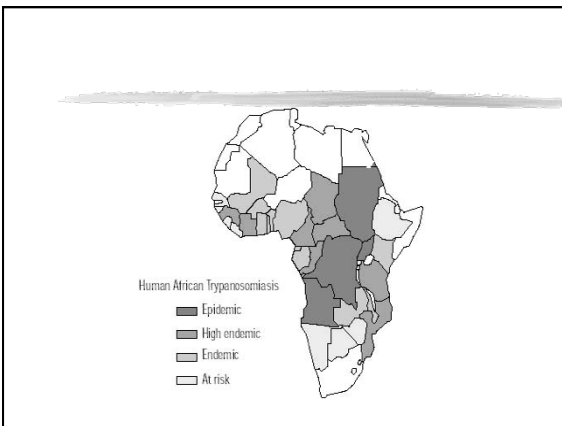 Human African Trypanosomiasis
Epidemic
High endemic
Endemic
At risk